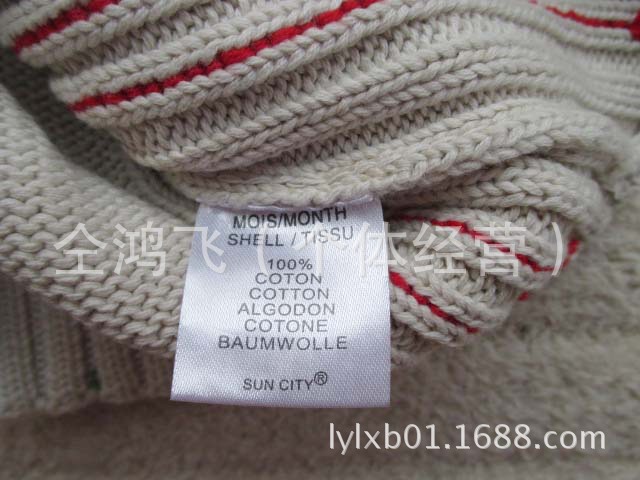 MOIS/MONTH
SHELL / TISSU
仝鸿飞（个体经营）
100%
COTON
COTTON
ALGODON
COTONE
BAUMWOLLE
SUN CITY®
lylxb01.1688.com